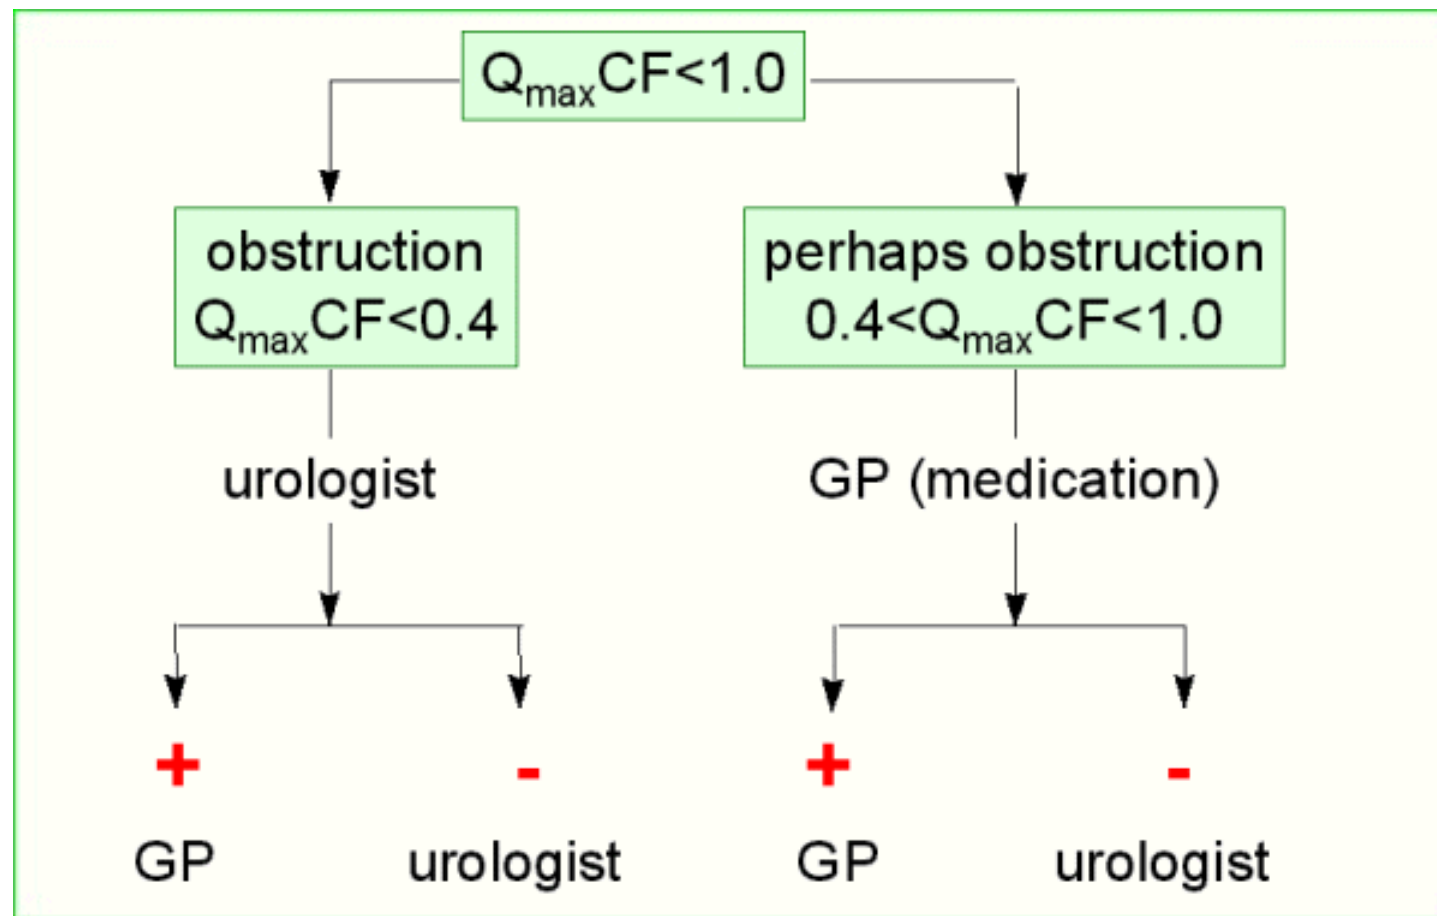 QmaxCF<1.0
obstruction
QmaxCF<0.4
perhaps obstruction
0.4<QmaxCF<1.0
urologist
GP (medication)
+ - + -
GP urologist GP urologist